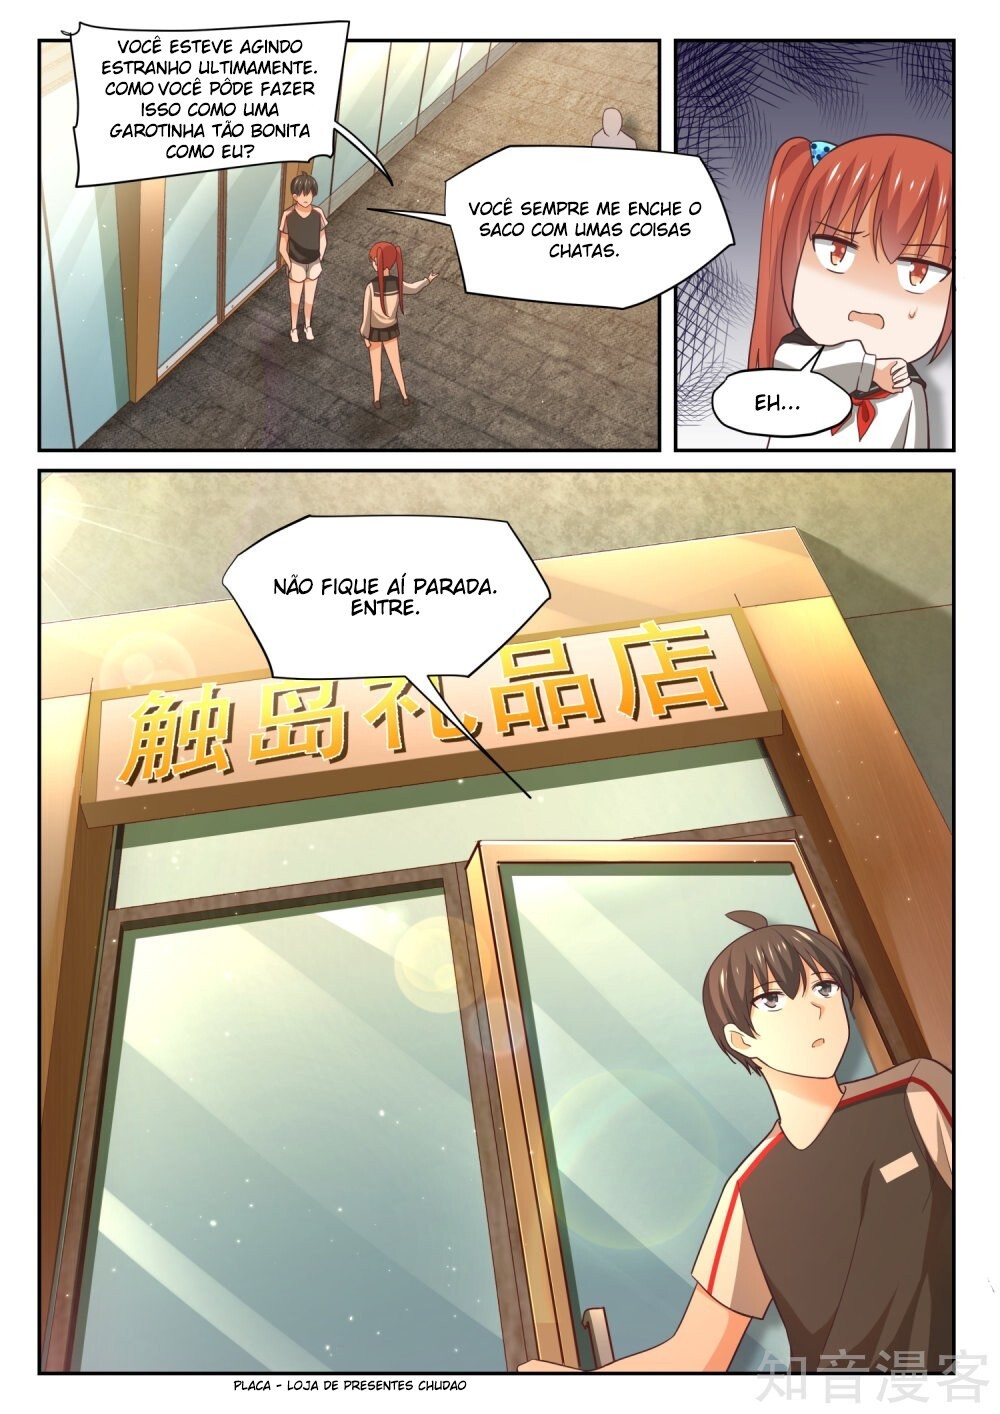 VOCÊ ESTEVE AGINDO
ESTRANHO ULTIMAMENTE.
COMO VOCÊ PÔDE FAZER
ISSO COMO UMA
GAROTINHA TÃO BONITA
COMO EU?
VOCÊ SEMPRE ME ENCHE O
SACO COM UMAS COISAS
CHATAS.
EH...
NÃO FIQUE AÍ PARADA.
ENTRE.
触岛礼品店
PLACA - LOJA DE PRESENTES CHUDAO
知音漫客